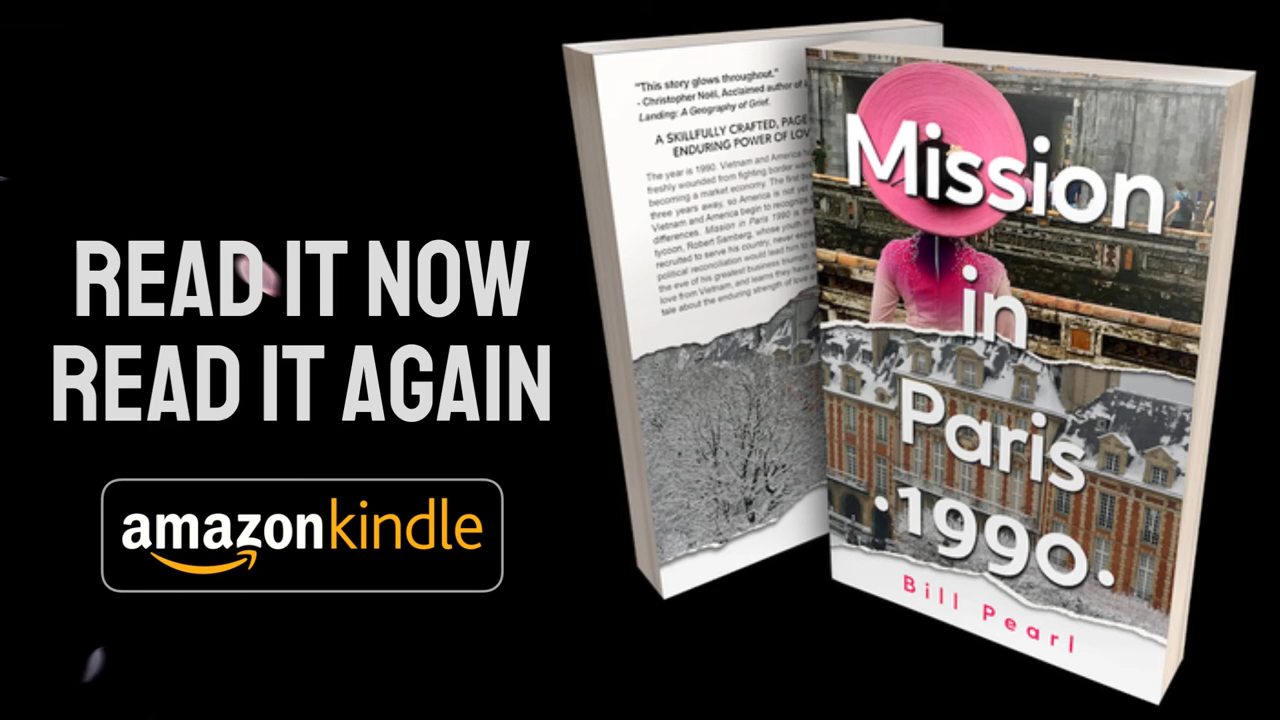 READ IT NOW
READ IT AGAIN
amazonkindle
"This story glows throughout."
- Christopher Noël, Acclaimed author of
Landing: A Geography of Grief.
A SKILLFULLY CRAFTED, PAGE
ENDURING POWER OF LOV
The year is 1990. Vietnam and America
freshly wounded from fighting border
becoming a market economy. The first
three years away, so America is not yet
Vietnam and America begin to recogni
differences. Mission in Paris 1990 is th
tycoon, Robert Samberg, whose youth in
recruited to serve his country, never expe
political reconciliation would lead him
the eve of his greatest business triumph
love from Vietnam, and learns they have
tale about the enduring strength of love
Mission
in
Paris
·1990·
Bill Pearl